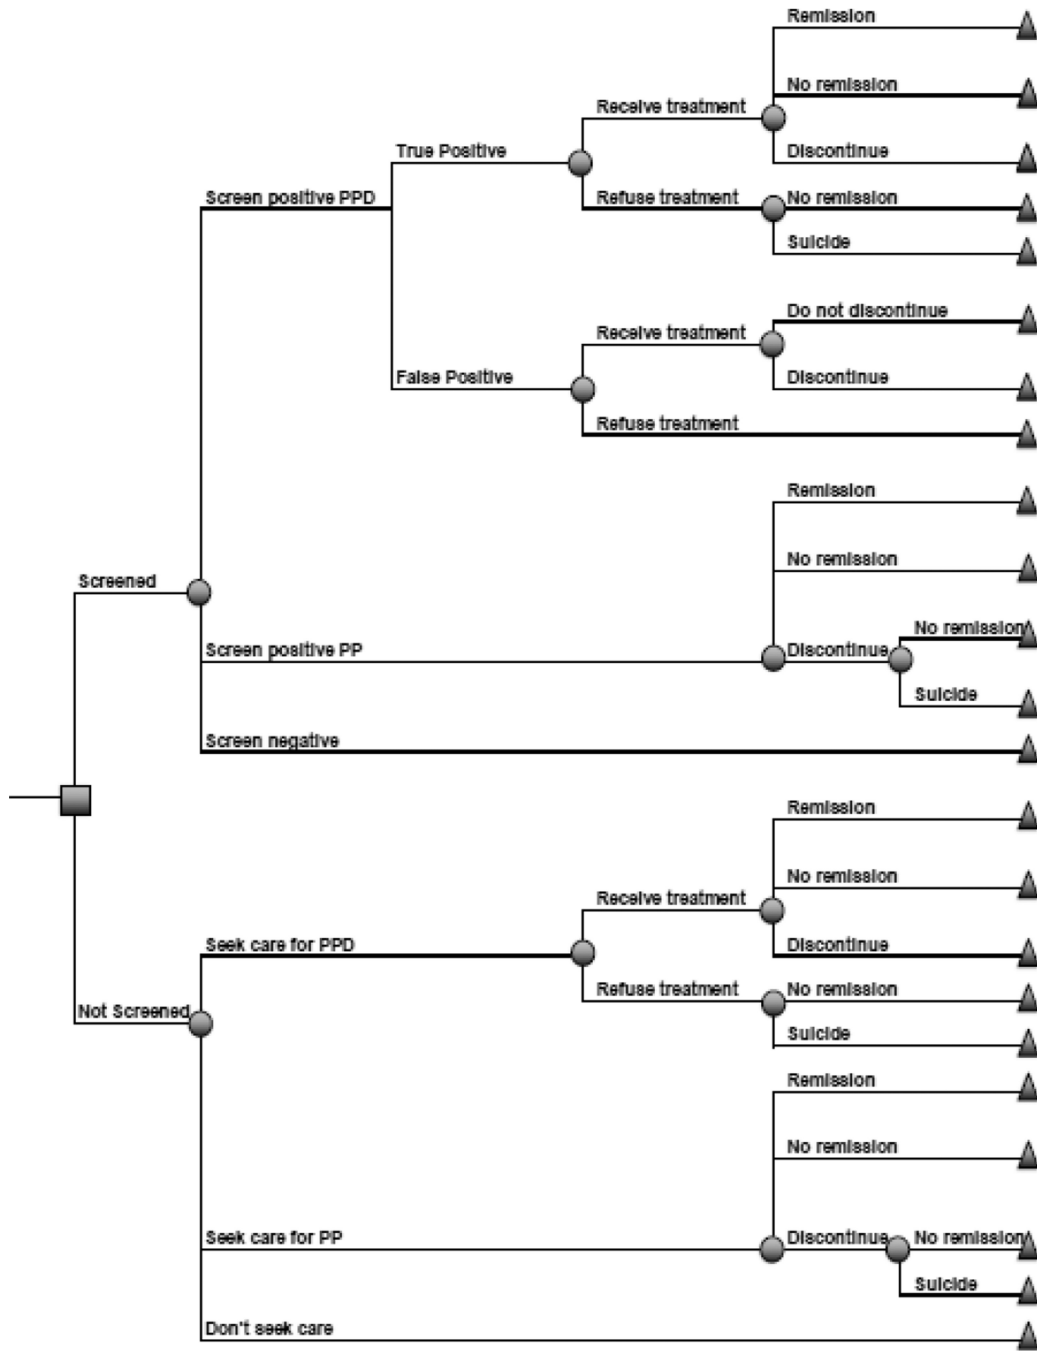 Remission
No remission
Receive treatment
True Positive
Discontinue
Screen positive PPD
Refuse treatment
No remission
Suicide
Do not discontinue
Receive treatment
False Positive
Discontinue
Refuse treatment
Remission
No remission
Screened
No remission
Screen positive PP
Discontinue
Suicide
Screen negative
Remission
No remission
Receive treatment
Seek care for PPD
Discontinue
Refuse treatment
No remission
Not Screened
Suicide
Remission
No remission
Seek care for PP
Discontinue
No remission
Suicide
Don't seek care